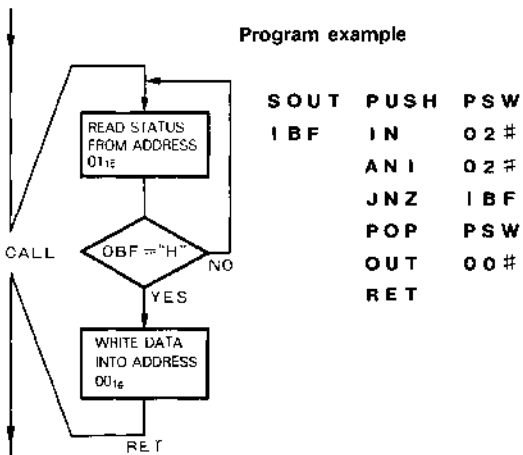 Program example
SOUT PUSH PSW
IBF IN 02#
ANI 02#
JNZ IBF
POP PSW
OUT 00#
RET
READ STATUS
FROM ADDRESS
01₁₆
CALL
OBF="H"
NO
YES
WRITE DATA
INTO ADDRESS
00₁₆
RET